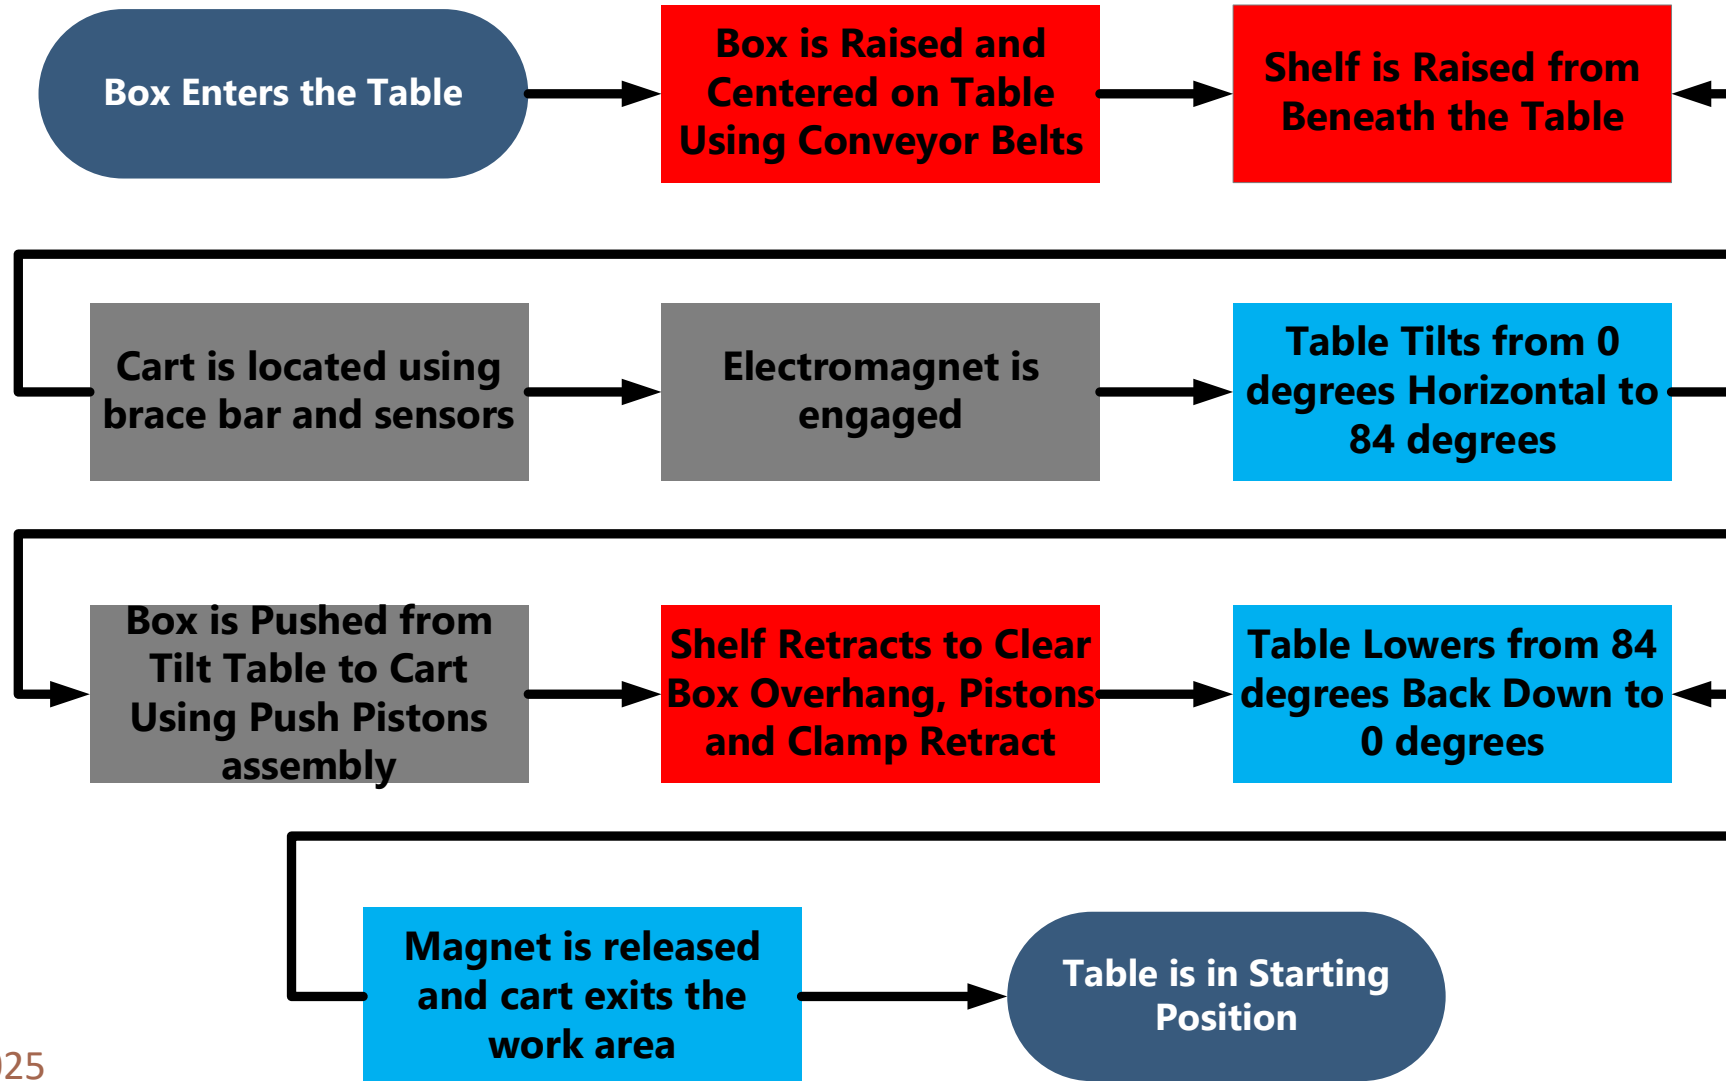 Box Enters the Table
Box is Raised and
Centered on Table
Using Conveyor Belts
Shelf is Raised from
Beneath the Table
Cart is located using
brace bar and sensors
Electromagnet is
engaged
Table Tilts from 0
degrees Horizontal to
84 degrees
Box is Pushed from
Tilt Table to Cart
Using Push Pistons
assembly
Shelf Retracts to Clear
Box Overhang, Pistons
and Clamp Retract
Table Lowers from 84
degrees Back Down to
0 degrees
Magnet is released
and cart exits the
work area
Table is in Starting
Position
025